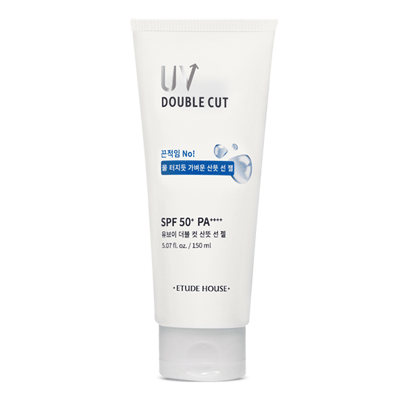 UV
DOUBLE CUT
끈적임 No!
물 터지듯 가벼운 산뜻 선 젤
SPF 50+ PA++++
유브이 더블 컷 산뜻 선 젤
5.07 fl. oz. / 150 ml
• ETUDE HOUSE •